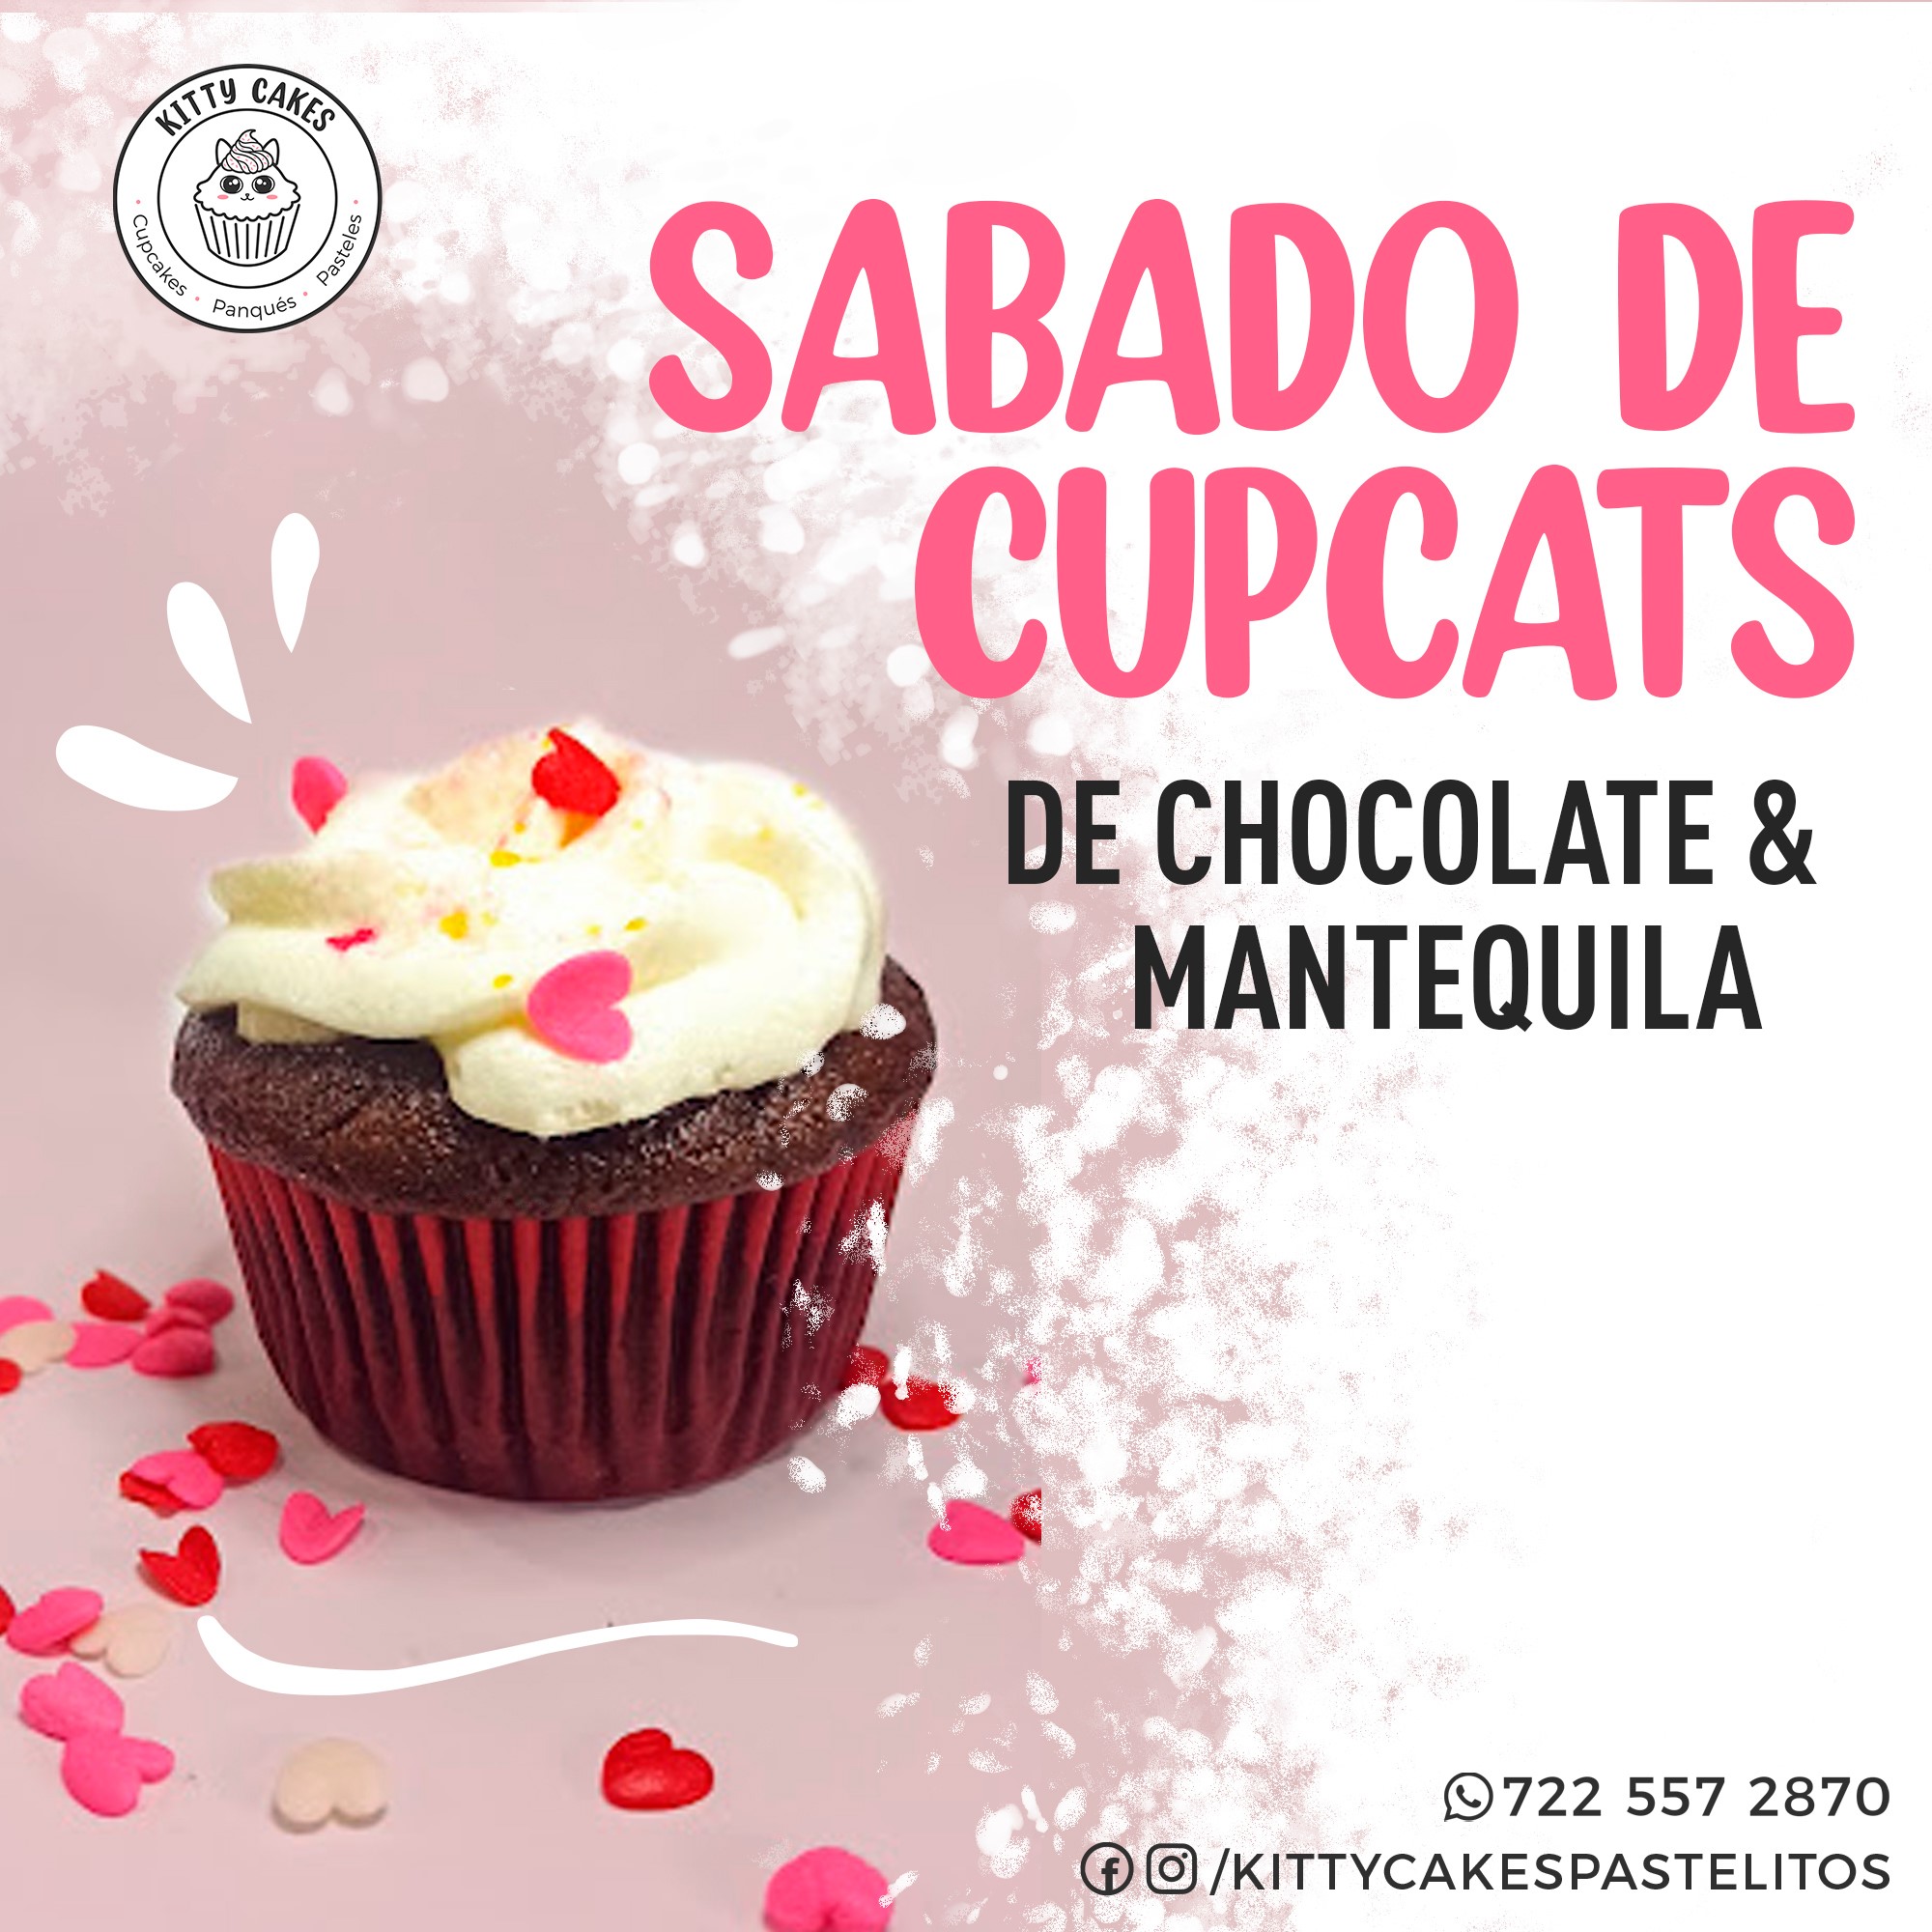 KITTY CAKES
Cupcakes • Panqués • Pasteles
SABADO DE
CUPCATS
DE CHOCOLATE &
MANTEQUILA
722 557 2870
/KITTYCAKESPASTELITOS